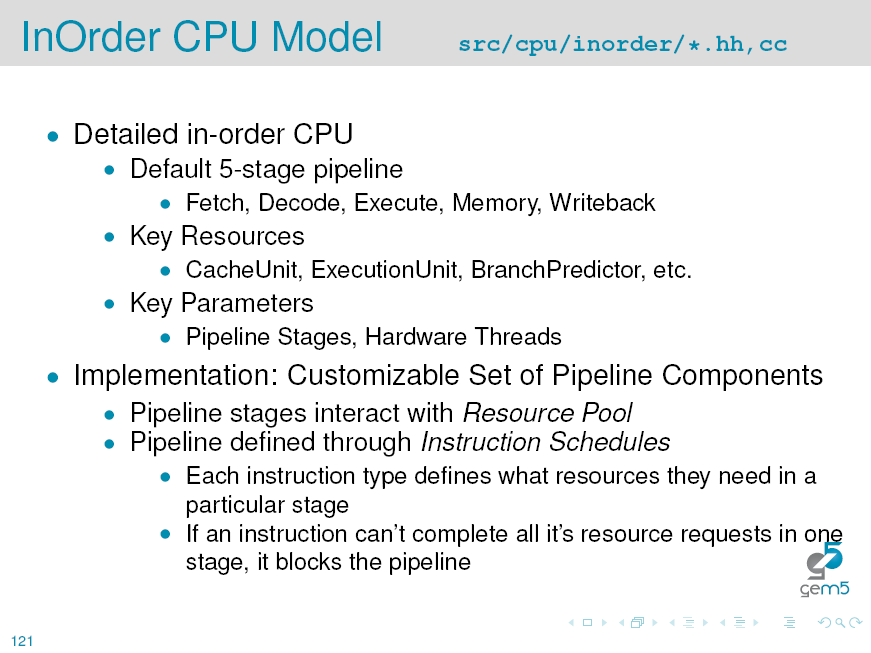 InOrder CPU Model
src/cpu/inorder/*.hh,cc
• Detailed in-order CPU
• Default 5-stage pipeline
• Fetch, Decode, Execute, Memory, Writeback
• Key Resources
• CacheUnit, ExecutionUnit, BranchPredictor, etc.
• Key Parameters
• Pipeline Stages, Hardware Threads
• Implementation: Customizable Set of Pipeline Components
• Pipeline stages interact with Resource Pool
• Pipeline defined through Instruction Schedules
• Each instruction type defines what resources they need in a
particular stage
• If an instruction can't complete all it's resource requests in one
stage, it blocks the pipeline
g5
gem5
121